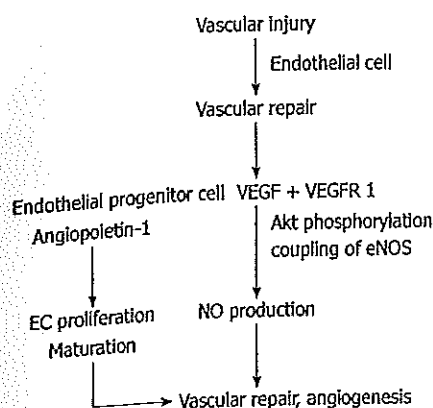 Vascular injury
Endothelial cell
Vascular repair
Endothelial progenitor cell VEGF + VEGFR 1
Angiopoletin-1
Akt phosphorylation
coupling of eNOS
EC proliferation
Maturation
NO production
Vascular repair, angiogenesis